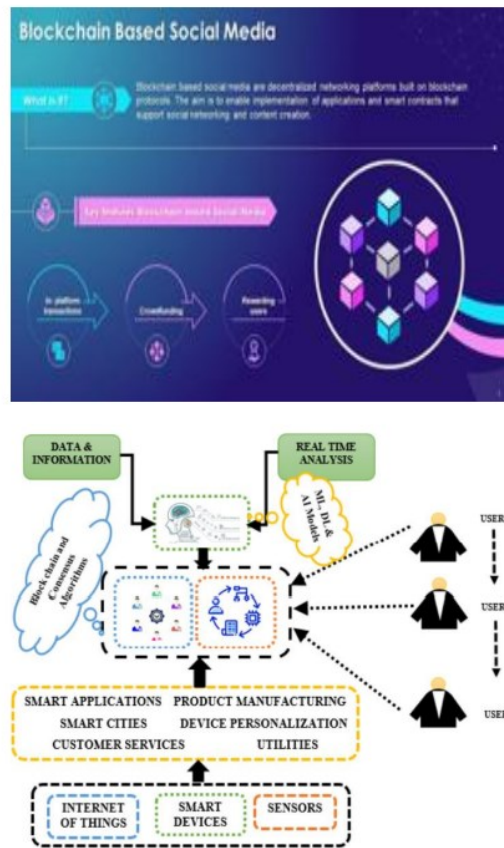 Blockchain Based Social Media
What is it?
Blockchain based social media are decentralized networking platforms built on blockchain
protocols. The aim is to enable implementation of applications and smart contracts that
support social networking and content creation.
Key features Blockchain based Social Media
In-platform
transactions
Crowdfunding
Rewarding
users
DATA &
INFORMATION
REAL TIME
ANALYSIS
ML, DL &
AI Models
Block chain and
Consensus
Algorithms
USER
USER
USER
SMART APPLICATIONS
PRODUCT MANUFACTURING
SMART CITIES
DEVICE PERSONALIZATION
CUSTOMER SERVICES
UTILITIES
INTERNET
OF THINGS
SMART
DEVICES
SENSORS